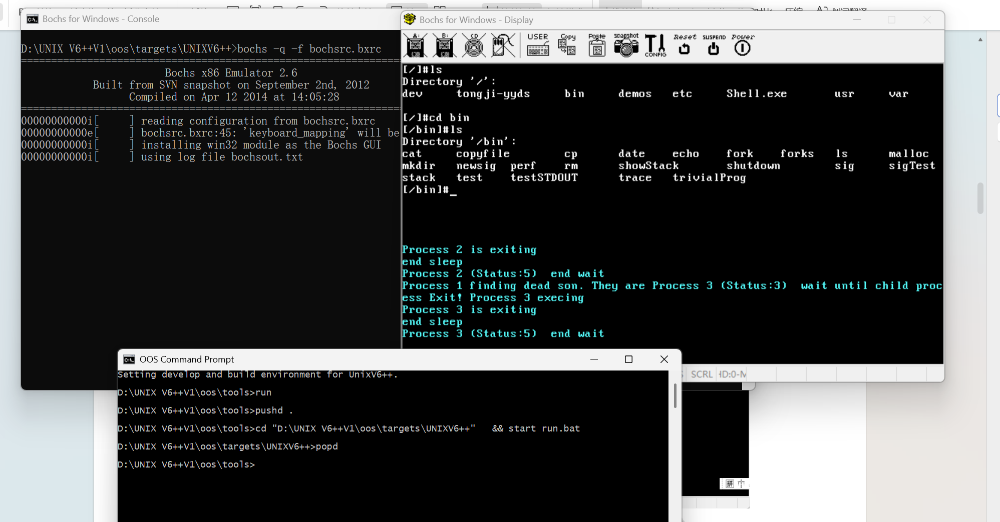 Bochs for Windows - Console
D:\UNIX V6++V1\oos\targets\UNIXV6++>bochs -q -f bochsrc.bxrc
========================================================================
Bochs x86 Emulator 2.6
Built from SVN snapshot on September 2nd, 2012
Compiled on Apr 12 2014 at 14:05:28
========================================================================
00000000000i[     ] reading configuration from bochsrc.bxrc
00000000000e[     ] bochsrc.bxrc:45: 'keyboard_mapping' will be
00000000000i[     ] installing win32 module as the Bochs GUI
00000000000i[     ] using log file bochsout.txt
Bochs for Windows - Display
A: B: CD USER Copy Paste snapshot CONFIG Reset SUSPEND Power
[/]#ls
Directory '/':
dev tongji-yyds bin demos etc Shell.exe usr var
[/]#cd bin
[/bin]#ls
Directory '/bin':
cat copyfile cp date echo fork forks ls malloc
mkdir newsig perf rm showStack shutdown sig sigTest
stack test testSTDOUT trace trivialProg
[/bin]#_
Process 2 is exiting
end sleep
Process 2 (Status:5)  end wait
Process 1 finding dead son. They are Process 3 (Status:3)  wait until child proc
ess Exit! Process 3 execing
Process 3 is exiting
end sleep
Process 3 (Status:5)  end wait
SCRL
OOS Command Prompt
Setting develop and build environment for UnixV6++.
D:\UNIX V6++V1\oos\tools>run
D:\UNIX V6++V1\oos\tools>pushd .
D:\UNIX V6++V1\oos\tools>cd "D:\UNIX V6++V1\oos\targets\UNIXV6++"   && start run.bat
D:\UNIX V6++V1\oos\targets\UNIXV6++>popd
D:\UNIX V6++V1\oos\tools>
拼